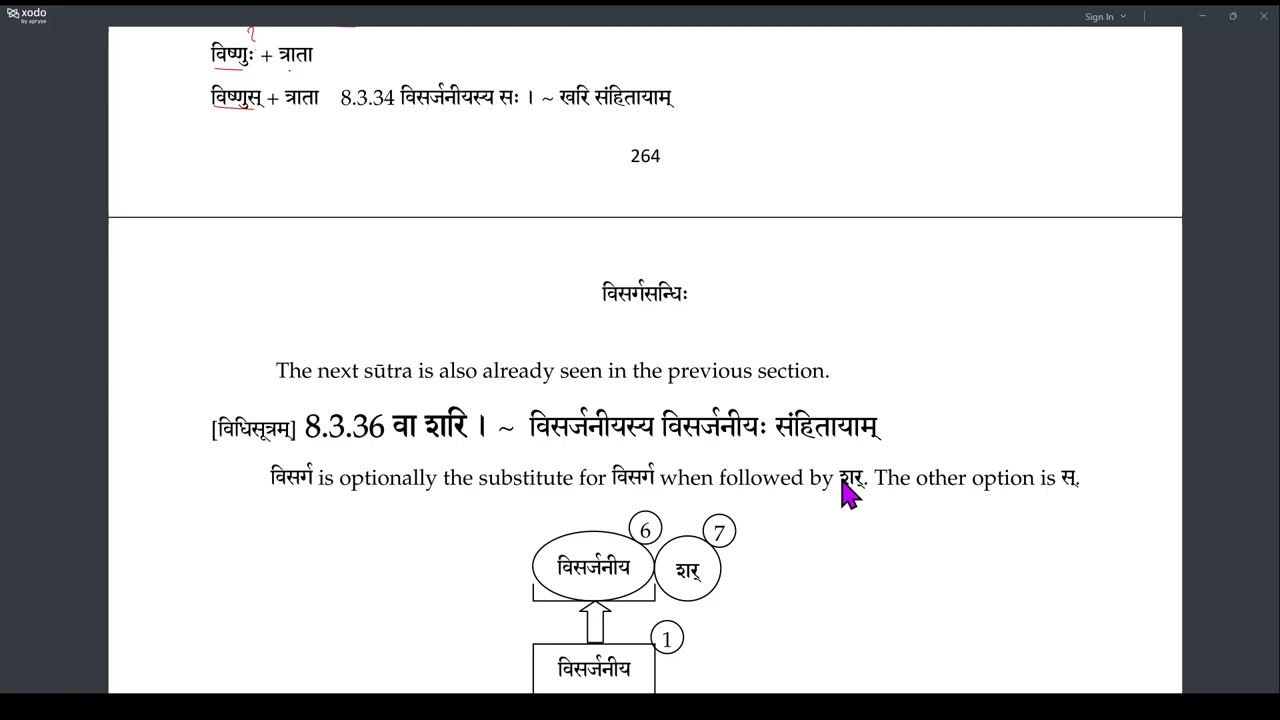 xodo
by apryse
Sign In
विष्णुः + त्राता
विष्णुस् + त्राता 8.3.34 विसर्जनीयस्य सः । ~ खरि संहितायाम्
264
विसर्गसन्धिः
The next sūtra is also already seen in the previous section.
[विधिसूत्रम्] 8.3.36 वा शरि । ~ विसर्जनीयस्य विसर्जनीयः संहितायाम्
विसर्ग is optionally the substitute for विसर्ग when followed by शर्. The other option is स्.
6 7
विसर्जनीय शर्
1
विसर्जनीय